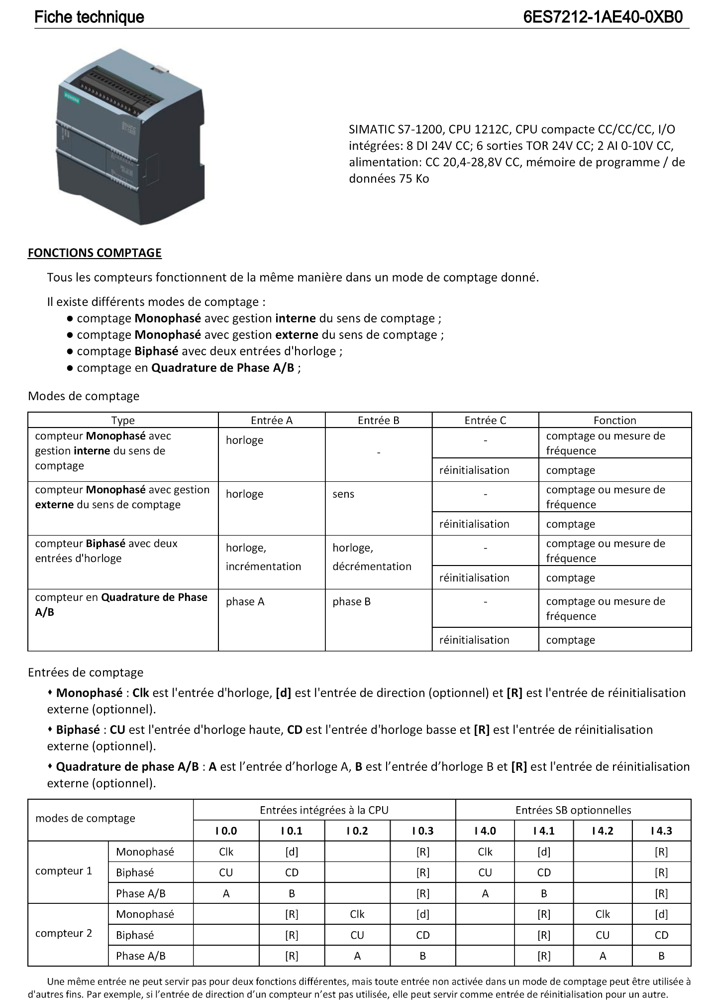 Fiche technique 6ES7212-1AE40-0XB0
SIEMENS
SIMATIC
S7-1200
SIMATIC S7-1200, CPU 1212C, CPU compacte CC/CC/CC, I/O
intégrées: 8 DI 24V CC; 6 sorties TOR 24V CC; 2 AI 0-10V CC,
alimentation: CC 20,4-28,8V CC, mémoire de programme / de
données 75 Ko
FONCTIONS COMPTAGE
Tous les compteurs fonctionnent de la même manière dans un mode de comptage donné.
Il existe différents modes de comptage :
● comptage Monophasé avec gestion interne du sens de comptage ;
● comptage Monophasé avec gestion externe du sens de comptage ;
● comptage Biphasé avec deux entrées d'horloge ;
● comptage en Quadrature de Phase A/B ;
Modes de comptage
Type Entrée A Entrée B Entrée C Fonction
compteur Monophasé avec
gestion interne du sens de
comptage
horloge
-
-
comptage ou mesure de
fréquence
réinitialisation comptage
compteur Monophasé avec gestion
externe du sens de comptage
horloge
sens
-
comptage ou mesure de
fréquence
réinitialisation comptage
compteur Biphasé avec deux
entrées d'horloge
horloge,
incrémentation
horloge,
décrémentation
-
comptage ou mesure de
fréquence
réinitialisation comptage
compteur en Quadrature de Phase
A/B
phase A
phase B
-
comptage ou mesure de
fréquence
réinitialisation comptage
Entrées de comptage
⬧ Monophasé : Clk est l'entrée d'horloge, [d] est l'entrée de direction (optionnel) et [R] est l'entrée de réinitialisation
externe (optionnel).
⬧ Biphasé : CU est l'entrée d'horloge haute, CD est l'entrée d'horloge basse et [R] est l'entrée de réinitialisation
externe (optionnel).
⬧ Quadrature de phase A/B : A est l’entrée d’horloge A, B est l’entrée d’horloge B et [R] est l'entrée de réinitialisation
externe (optionnel).
modes de comptage Entrées intégrées à la CPU Entrées SB optionnelles
I 0.0 I 0.1 I 0.2 I 0.3 I 4.0 I 4.1 I 4.2 I 4.3
compteur 1
Monophasé Clk [d] [R] Clk [d] [R]
Biphasé CU CD [R] CU CD [R]
Phase A/B A B [R] A B [R]
compteur 2
Monophasé [R] Clk [d] [R] Clk [d]
Biphasé [R] CU CD [R] CU CD
Phase A/B [R] A B [R] A B
Une même entrée ne peut servir pas pour deux fonctions différentes, mais toute entrée non activée dans un mode de comptage peut être utilisée à
d'autres fins. Par exemple, si l’entrée de direction d’un compteur n’est pas utilisée, elle peut servir comme entrée de réinitialisation pour un autre.